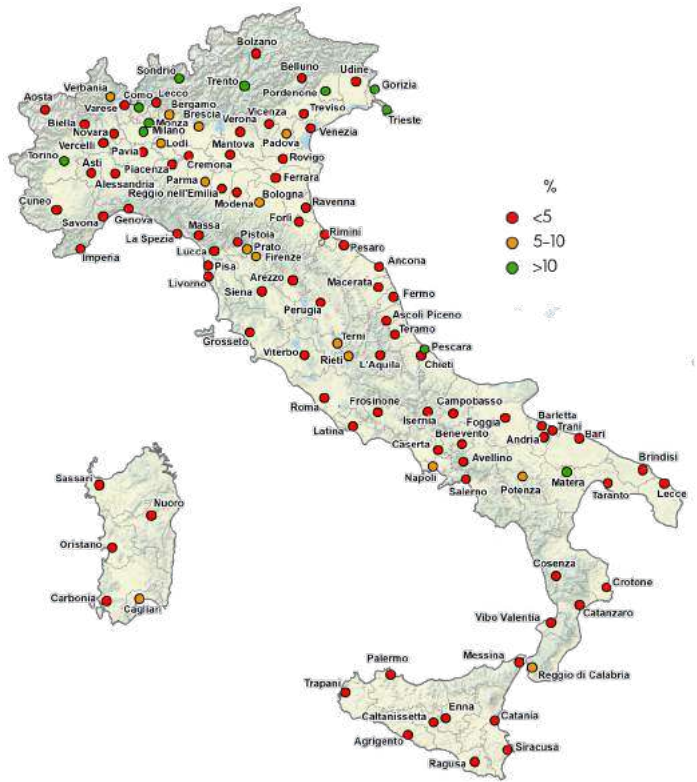 Bolzano
Sondrio
Belluno
Udine
Trento
Verbania
Pordenone
Gorizia
Como
Lecco
Aosta
Varese
Bergamo
Treviso
Trieste
Brescia
Verona
Vicenza
Biella
Monza
Novara
Milano
Venezia
Vercelli
Lodi
Mantova
Padova
Torino
Pavia
Asti
Cremona
Rovigo
Piacenza
Parma
Ferrara
Alessandria
Reggio nell'Emilia
Bologna
%
<5
5-10
>10
Cuneo
Modena
Ravenna
Savona
Genova
Forlì
Massa
La Spezia
Pistoia
Rimini
Imperia
Lucca
Prato
Pesaro
Firenze
Pisa
Ancona
Livorno
Arezzo
Macerata
Siena
Fermo
Perugia
Ascoli Piceno
Grosseto
Terni
Teramo
Viterbo
Rieti
L'Aquila
Pescara
Chieti
Roma
Frosinone
Campobasso
Latina
Isernia
Foggia
Barletta
Trani
Benevento
Andria
Bari
Caserta
Avellino
Brindisi
Sassari
Napoli
Salerno
Potenza
Matera
Taranto
Lecce
Nuoro
Oristano
Cosenza
Crotone
Carbonia
Cagliari
Vibo Valentia
Catanzaro
Messina
Palermo
Reggio di Calabria
Trapani
Enna
Caltanissetta
Catania
Agrigento
Siracusa
Ragusa